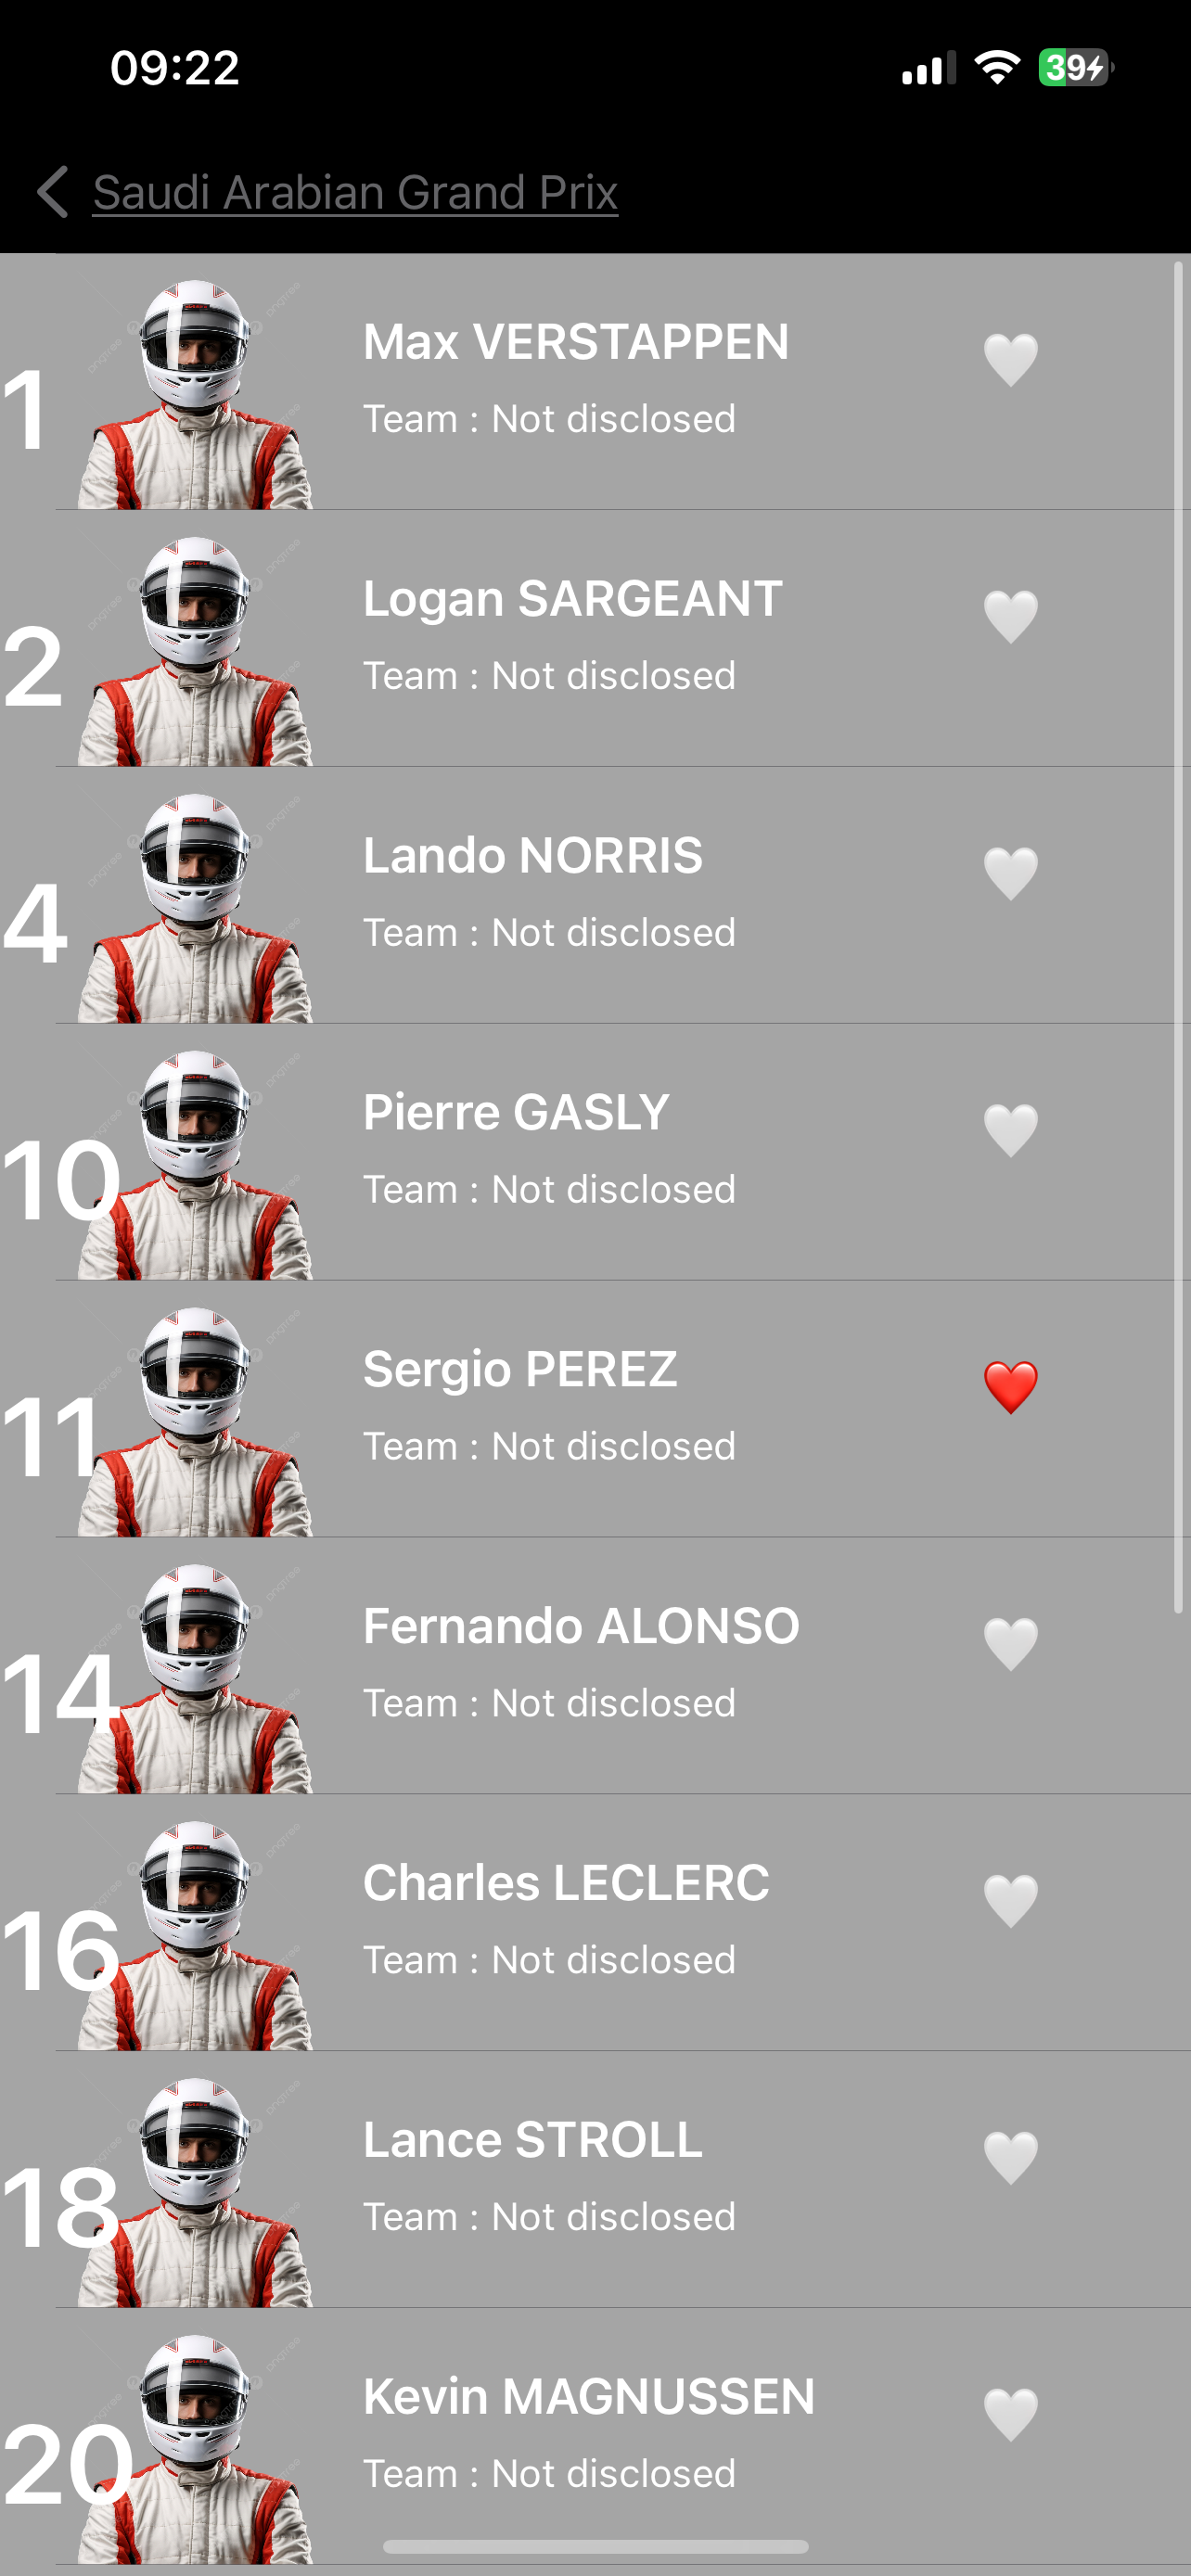 09:22
39
Saudi Arabian Grand Prix
1
Max VERSTAPPEN
Team : Not disclosed
2
Logan SARGEANT
Team : Not disclosed
4
Lando NORRIS
Team : Not disclosed
10
Pierre GASLY
Team : Not disclosed
11
Sergio PEREZ
Team : Not disclosed
14
Fernando ALONSO
Team : Not disclosed
16
Charles LECLERC
Team : Not disclosed
18
Lance STROLL
Team : Not disclosed
20
Kevin MAGNUSSEN
Team : Not disclosed